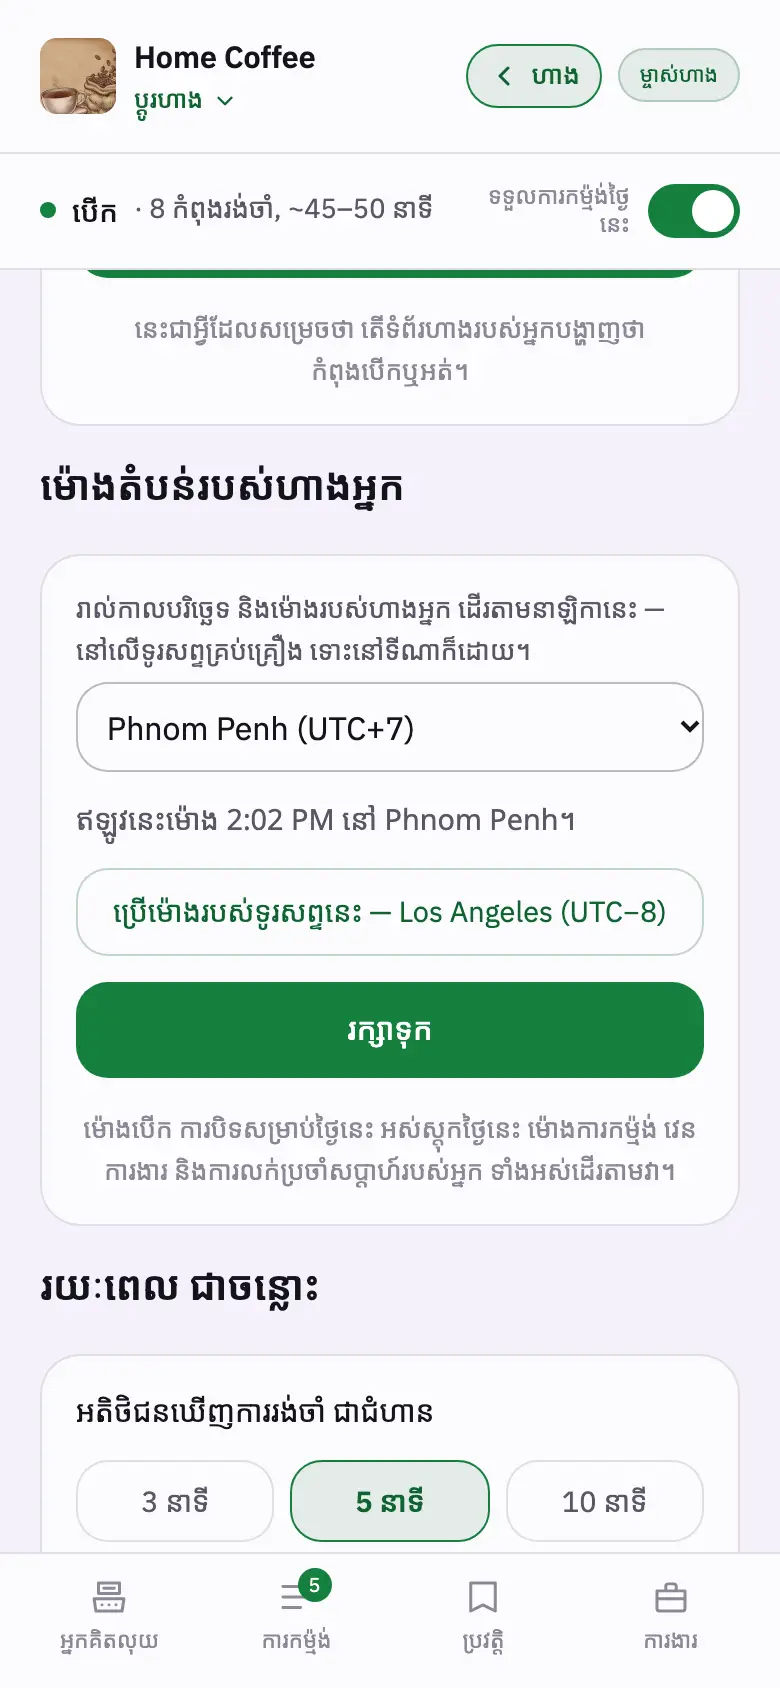 Home Coffee
ប្ដូរហាង
ហាង
ម្ចាស់ហាង
បើក · 8 កំពុងរង់ចាំ, ~45–50 នាទី
ទទួលការកម្ម៉ង់ថ្ងៃ
នេះ
នេះជាអ្វីដែលសម្រេចថា តើទំព័រហាងរបស់អ្នកបង្ហាញថា
កំពុងបើកឬអត់។
ម៉ោងតំបន់របស់ហាងអ្នក
រាល់កាលបរិច្ឆេទ និងម៉ោងរបស់ហាងអ្នក ដើរតាមនាឡិកានេះ —
នៅលើទូរសព្ទគ្រប់គ្រឿង ទោះនៅទីណាក៏ដោយ។
Phnom Penh (UTC+7)
ឥឡូវនេះម៉ោង 2:02 PM នៅ Phnom Penh។
ប្រើម៉ោងរបស់ទូរសព្ទនេះ — Los Angeles (UTC−8)
រក្សាទុក
ម៉ោងបើក ការបិទសម្រាប់ថ្ងៃនេះ អស់ស្តុកថ្ងៃនេះ ម៉ោងការកម្ម៉ង់ វេន
ការងារ និងការលក់ប្រចាំសប្ដាហ៍របស់អ្នក ទាំងអស់ដើរតាមវា។
រយៈពេល ជាចន្លោះ
អតិថិជនឃើញការរង់ចាំ ជាជំហាន
3 នាទី
5 នាទី
10 នាទី
5
អ្នកគិតលុយ
ការកម្ម៉ង់
ប្រវត្តិ
ការងារ